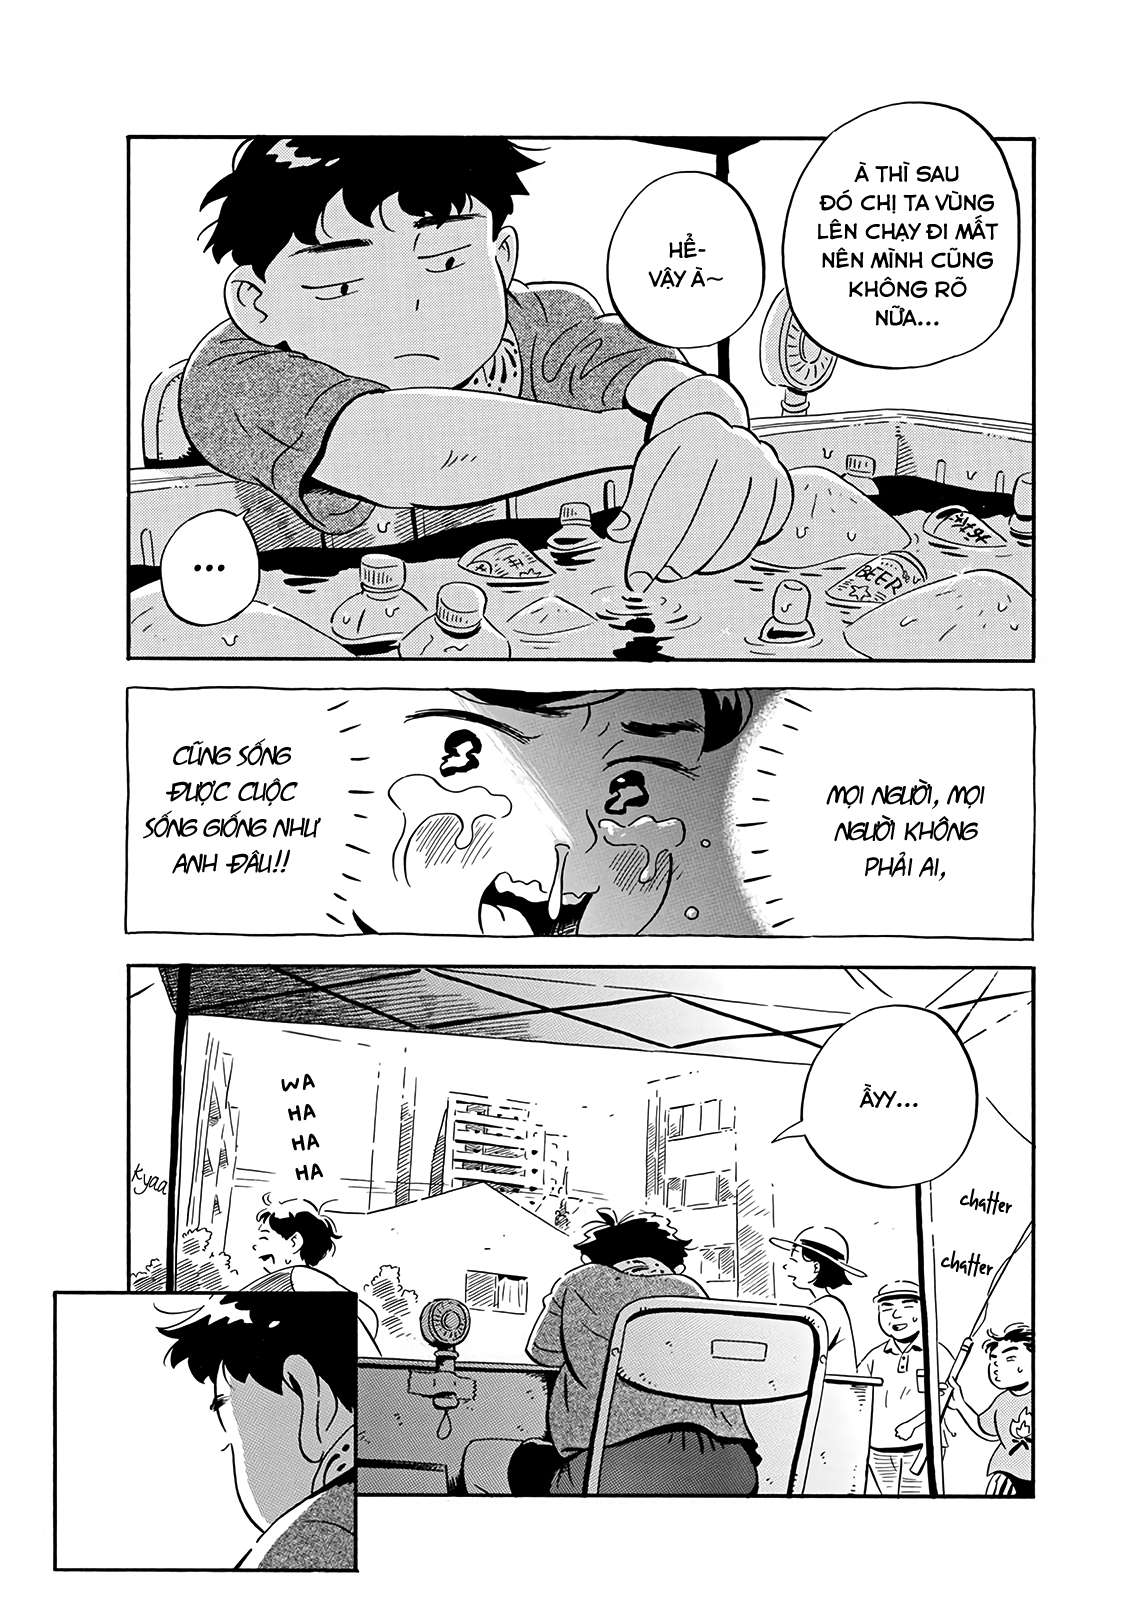 À THÌ SAU
ĐÓ CHỊ TA VÙNG
LÊN CHẠY ĐI MẤT
NÊN MÌNH CŨNG
KHÔNG RÕ
NỮA...
HỂ-
VẬY À~
...
BEER
MỌI NGƯỜI, MỌI
NGƯỜI KHÔNG
PHẢI AI,
CŨNG SỐNG
ĐƯỢC CUỘC
SỐNG GIỐNG NHƯ
ANH ĐÂU!!
ẦYY...
WA
HA
HA
HA
kyaa
chatter
chatter